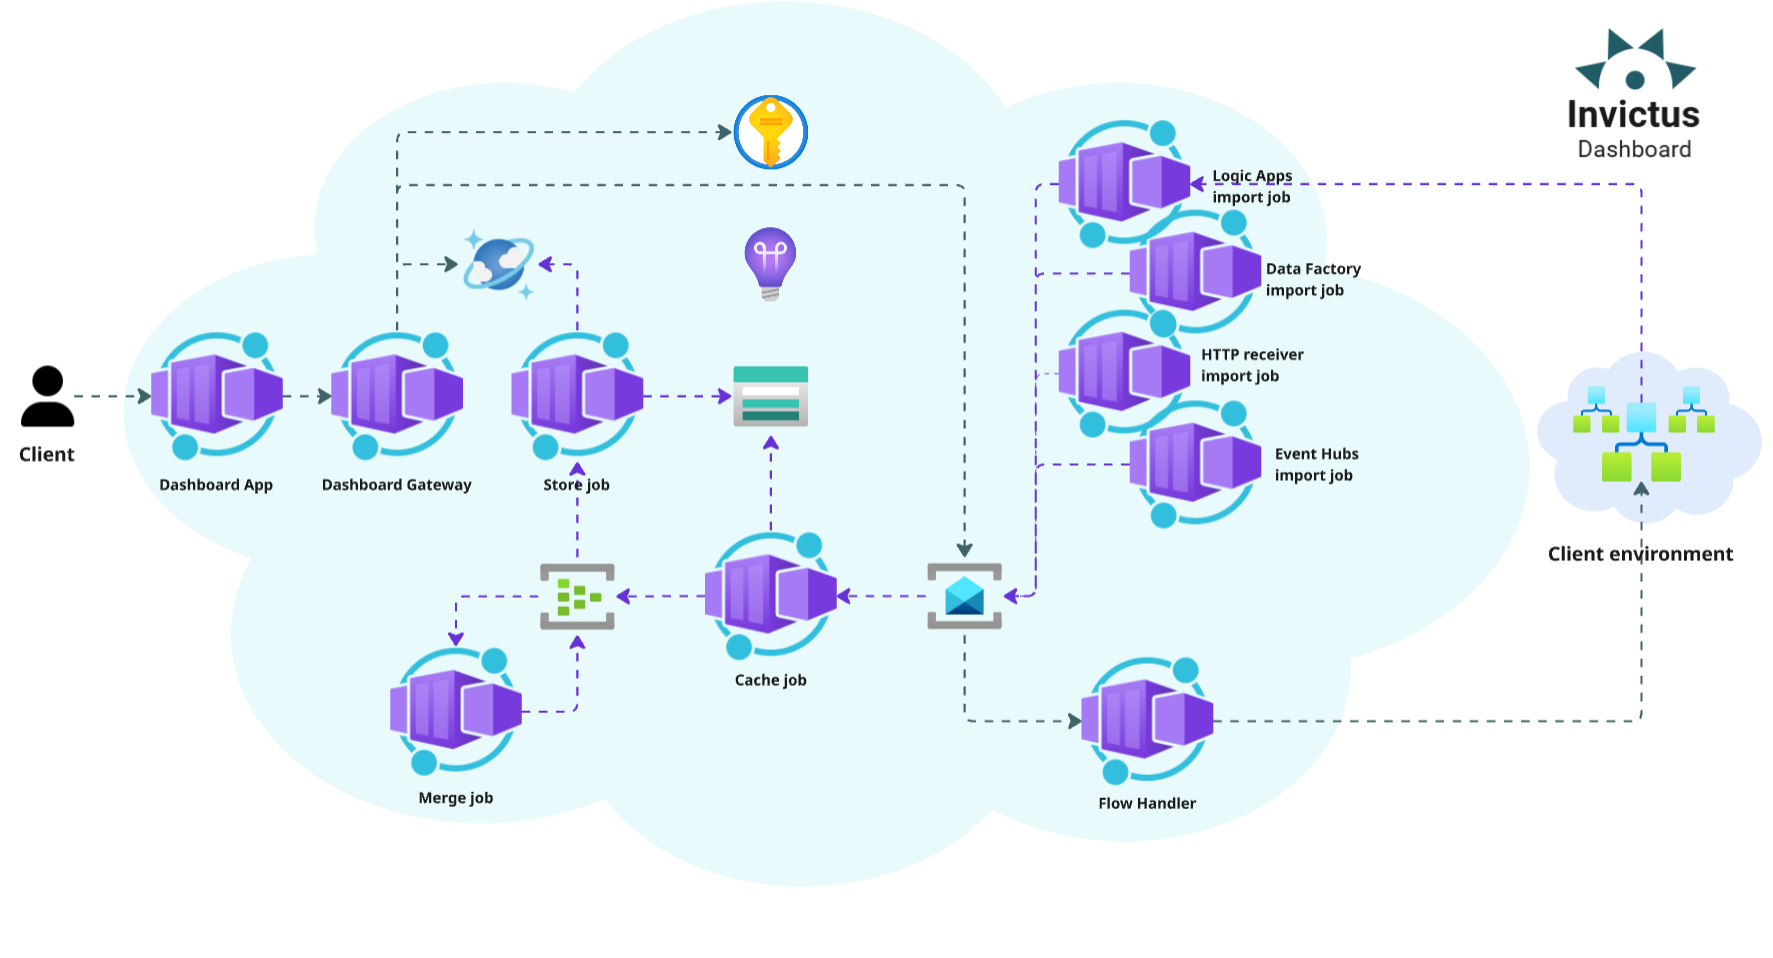 Invictus
Dashboard
Logic Apps
import job
Data Factory
import job
HTTP receiver
import job
Event Hubs
import job
Client
Dashboard App
Dashboard Gateway
Store job
Client environment
Cache job
Merge job
Flow Handler